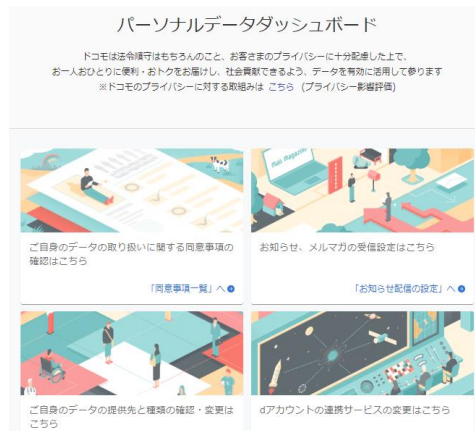 パーソナルデータダッシュボード
ドコモは法令順守はもちろんのこと、お客さまのプライバシーに十分配慮した上で、
お一人おひとりに便利・おトクをお届けし、社会貢献できるよう、データを有効に活用して参ります
※ドコモのプライバシーに対する取組みは こちら (プライバシー影響評価)
Mail Magazine
ご自身のデータの取り扱いに関する同意事項の
確認はこちら
「同意事項一覧」へ
お知らせ、メルマガの受信設定はこちら
「お知らせ配信の設定」へ
ご自身のデータの提供先と種類の確認・変更は
こちら
dアカウントの連携サービスの変更はこちら